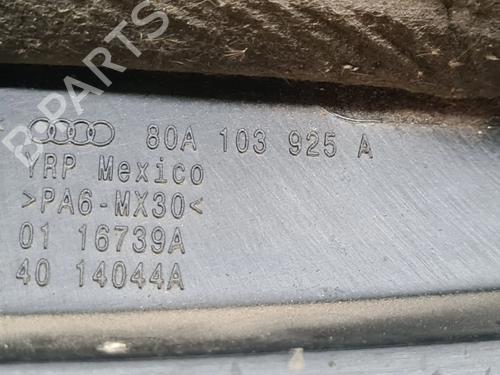 B-PARTS
80A 103 925 A
YRP Mexico
>PA6-MX30<
01 16739A
40 14044A